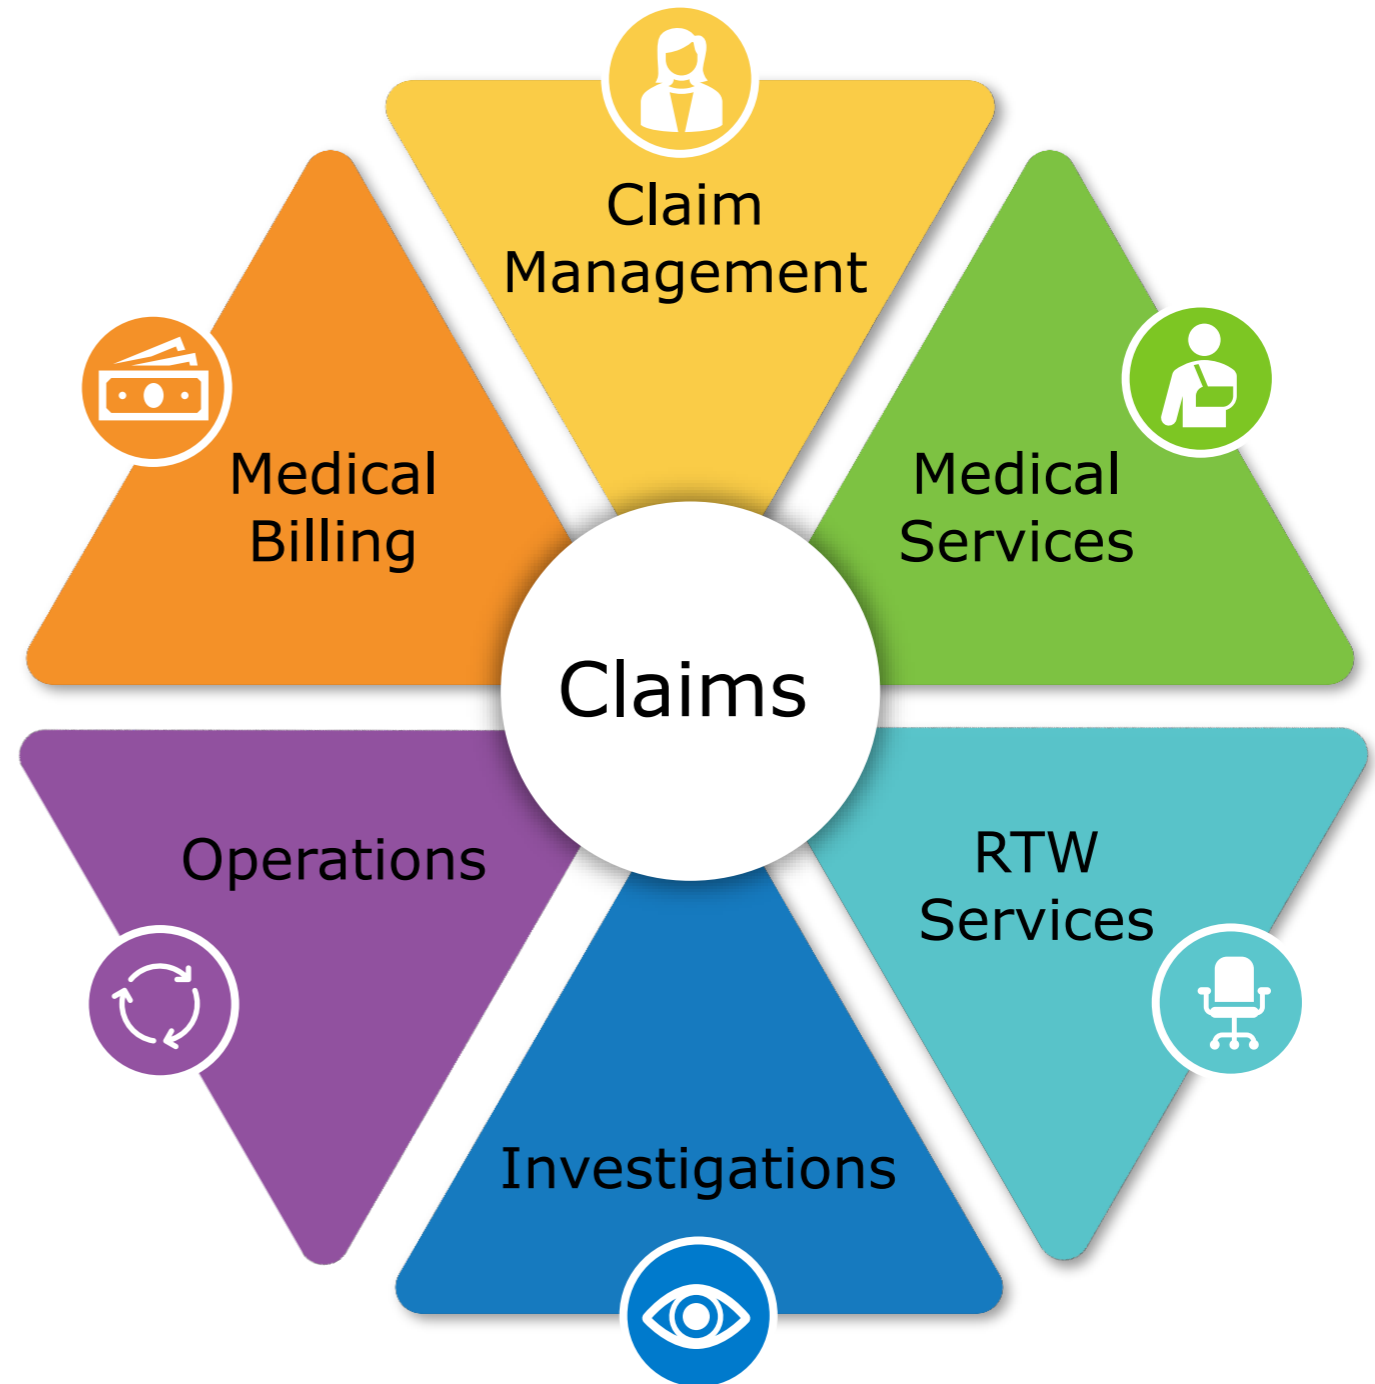 Claim
Management
Medical
Billing
Medical
Services
Claims
Operations
RTW
Services
Investigations